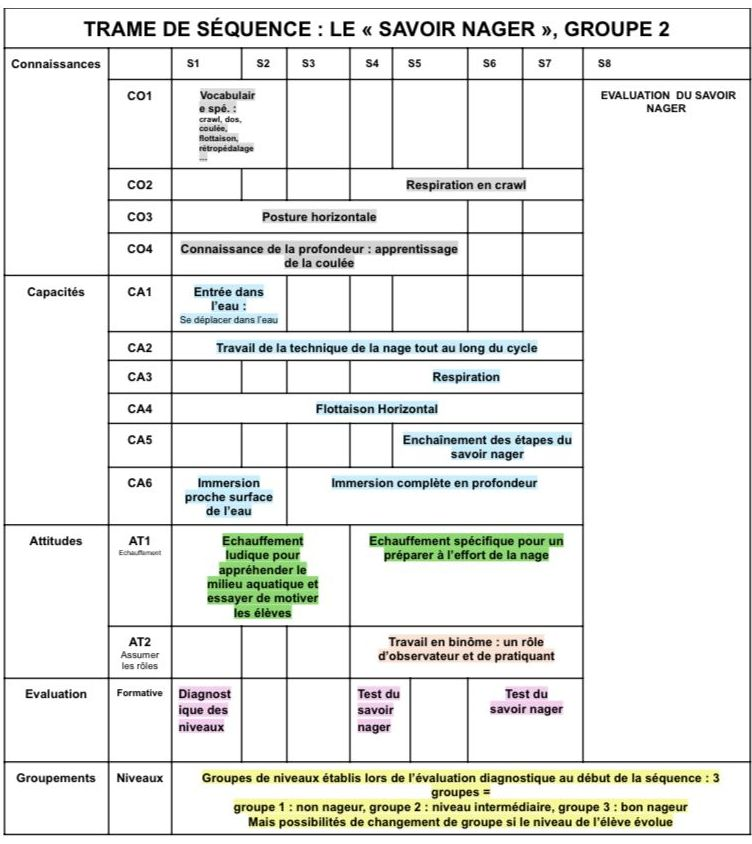 TRAME DE SÉQUENCE : LE « SAVOIR NAGER », GROUPE 2
Connaissances S1 S2 S3 S4 S5 S6 S7 S8
CO1
Vocabulair
e spé. :
crawl, dos,
coulée,
flottaison,
rétropédalage
...
EVALUATION DU SAVOIR
NAGER
CO2 Respiration en crawl
CO3 Posture horizontale
CO4 Connaissance de la profondeur : apprentissage
de la coulée
Capacités CA1 Entrée dans
l'eau :
Se déplacer dans l'eau
CA2 Travail de la technique de la nage tout au long du cycle
CA3 Respiration
CA4 Flottaison Horizontal
CA5 Enchaînement des étapes du
savoir nager
CA6 Immersion
proche surface
de l'eau
Immersion complète en profondeur
Attitudes AT1
Echauffement
Echauffement
ludique pour
appréhender le
milieu aquatique et
essayer de motiver
les élèves
Echauffement spécifique pour un
préparer à l'effort de la nage
AT2
Assumer
les rôles
Travail en binôme : un rôle
d'observateur et de pratiquant
Evaluation Formative
Diagnost
ique des
niveaux
Test du
savoir
nager
Test du
savoir nager
Groupements Niveaux
Groupes de niveaux établis lors de l'évaluation diagnostique au début de la séquence : 3
groupes =
groupe 1 : non nageur, groupe 2 : niveau intermédiaire, groupe 3 : bon nageur
Mais possibilités de changement de groupe si le niveau de l'élève évolue